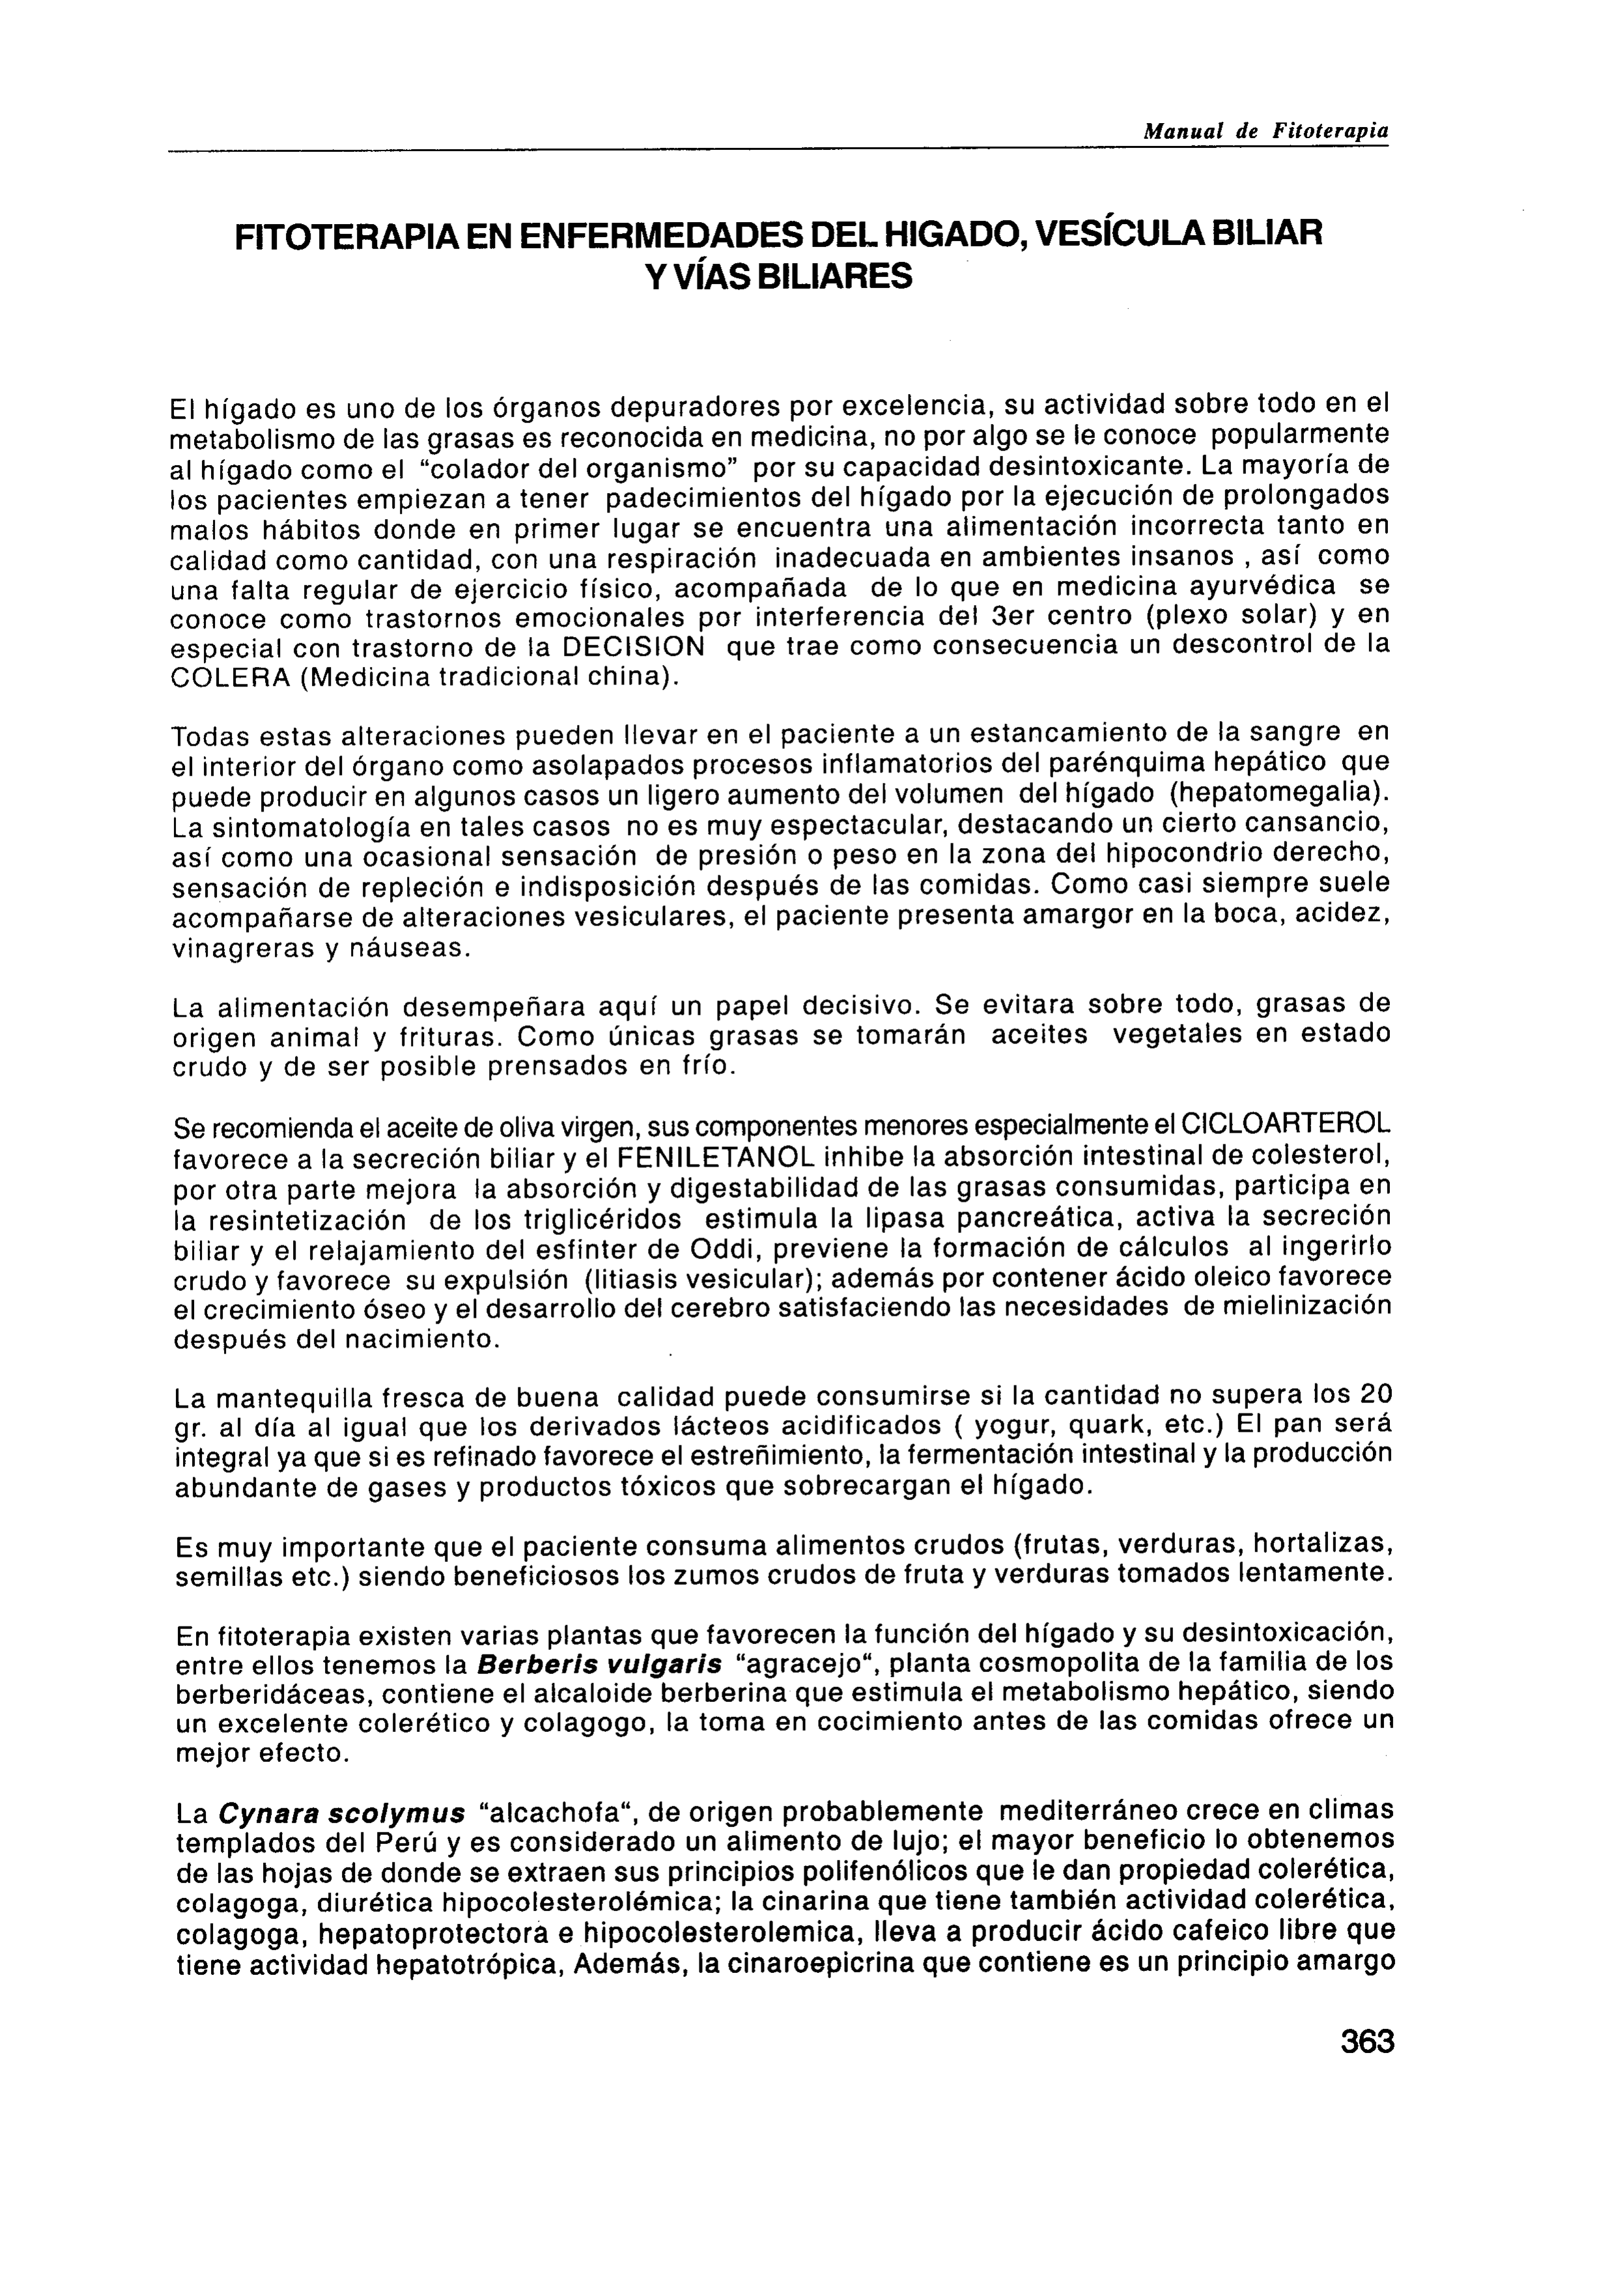 Manual de Fitoterapia
FITOTERAPIA EN ENFERMEDADES DEL HIGADO, VESÍCULA BILIAR
Y VÍAS BILIARES
El hígado es uno de los órganos depuradores por excelencia, su actividad sobre todo en el
metabolismo de las grasas es reconocida en medicina, no por algo se le conoce popularmente
al hígado como el "colador del organismo" por su capacidad desintoxicante. La mayoría de
los pacientes empiezan a tener padecimientos del hígado por la ejecución de prolongados
malos hábitos donde en primer lugar se encuentra una alimentación incorrecta tanto en
calidad como cantidad, con una respiración inadecuada en ambientes insanos , así como
una falta regular de ejercicio físico, acompañada de lo que en medicina ayurvédica se
conoce como trastornos emocionales por interferencia del 3er centro (plexo solar) y en
especial con trastorno de la DECISION que trae como consecuencia un descontrol de la
COLERA (Medicina tradicional china).
Todas estas alteraciones pueden llevar en el paciente a un estancamiento de la sangre en
el interior del órgano como asolapados procesos inflamatorios del parénquima hepático que
puede producir en algunos casos un ligero aumento del volumen del hígado (hepatomegalia).
La sintomatología en tales casos no es muy espectacular, destacando un cierto cansancio,
así como una ocasional sensación de presión o peso en la zona del hipocondrio derecho,
sensación de repleción e indisposición después de las comidas. Como casi siempre suele
acompañarse de alteraciones vesiculares, el paciente presenta amargor en la boca, acidez,
vinagreras y náuseas.
La alimentación desempeñara aquí un papel decisivo. Se evitara sobre todo, grasas de
origen animal y frituras. Como únicas grasas se tomarán aceites vegetales en estado
crudo y de ser posible prensados en frío.
Se recomienda el aceite de oliva virgen, sus componentes menores especialmente el CICLOARTEROL
favorece a la secreción biliar y el FENILETANOL inhibe la absorción intestinal de colesterol,
por otra parte mejora la absorción y digestabilidad de las grasas consumidas, participa en
la resintetización de los triglicéridos estimula la lipasa pancreática, activa la secreción
biliar y el relajamiento del esfinter de Oddi, previene la formación de cálculos al ingerirlo
crudo y favorece su expulsión (litiasis vesicular); además por contener ácido oleico favorece
el crecimiento óseo y el desarrollo del cerebro satisfaciendo las necesidades de mielinización
después del nacimiento.
La mantequilla fresca de buena calidad puede consumirse si la cantidad no supera los 20
gr. al día al igual que los derivados lácteos acidificados ( yogur, quark, etc.) El pan será
integral ya que si es refinado favorece el estreñimiento, la fermentación intestinal y la producción
abundante de gases y productos tóxicos que sobrecargan el hígado.
Es muy importante que el paciente consuma alimentos crudos (frutas, verduras, hortalizas,
semillas etc.) siendo beneficiosos los zumos crudos de fruta y verduras tomados lentamente.
En fitoterapia existen varias plantas que favorecen la función del hígado y su desintoxicación,
entre ellos tenemos la Berberis vulgaris "agracejo“, planta cosmopolita de la familia de los
berberidáceas, contiene el alcaloide berberina que estimula el metabolismo hepático, siendo
un excelente colerético y colagogo, la toma en cocimiento antes de las comidas ofrece un
mejor efecto.
La Cynara scolymus "alcachofa“, de origen probablemente mediterráneo crece en climas
templados del Perú y es considerado un alimento de lujo; el mayor beneficio lo obtenemos
de las hojas de donde se extraen sus principios polifenólicos que le dan propiedad colerética,
colagoga, diurética hipocolesterolémica; la cinarina que tiene también actividad colerética,
colagoga, hepatoprotectora e hipocolesterolemica, lleva a producir ácido cafeico libre que
tiene actividad hepatotrópica, Además, la cinaroepicrina que contiene es un principio amargo
363